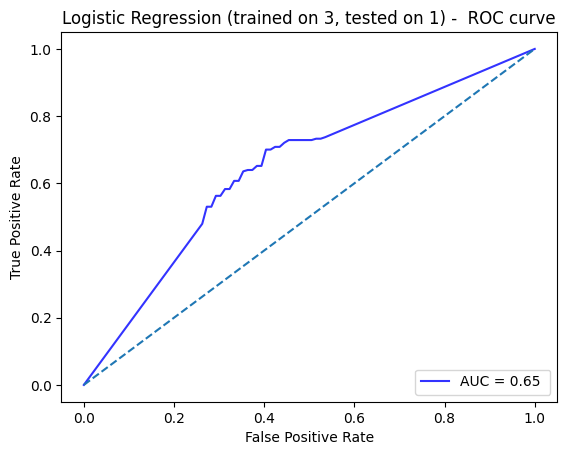 Logistic Regression (trained on 3, tested on 1) -  ROC curve
True Positive Rate
1.0
0.8
0.6
0.4
0.2
0.0
AUC = 0.65
0.0 0.2 0.4 0.6 0.8 1.0
False Positive Rate